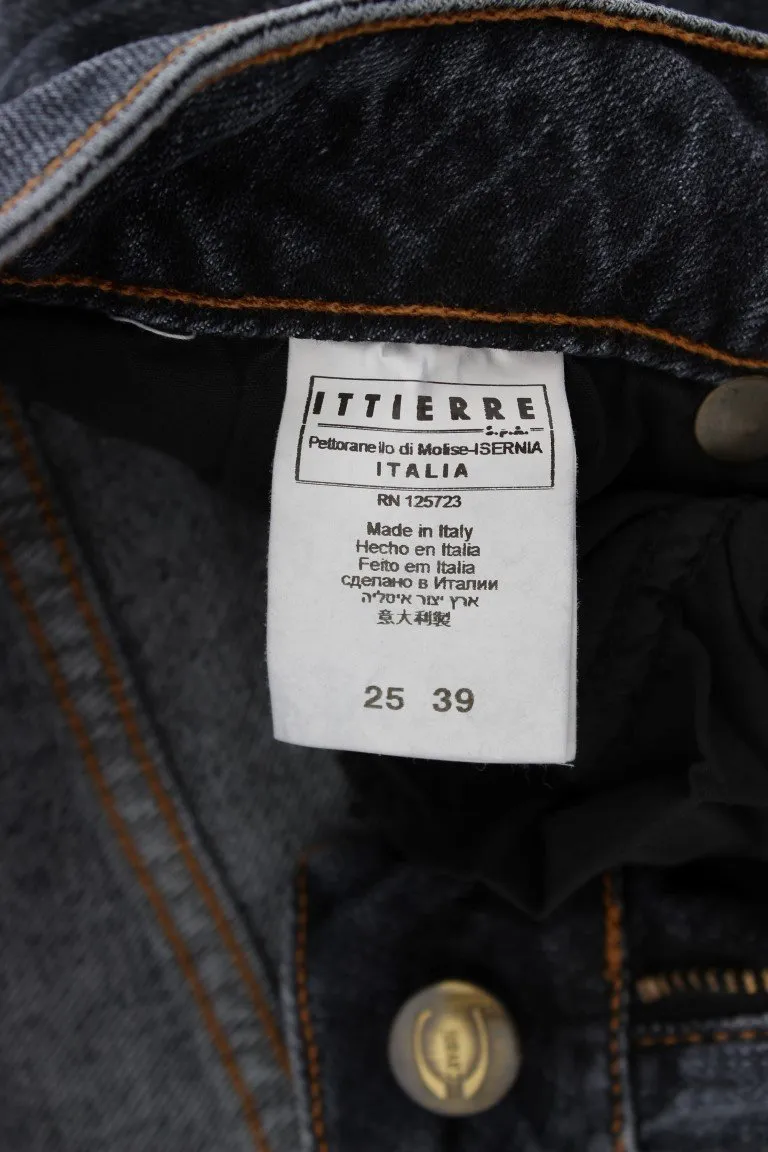 ITTIERRE
s.p.a.
Pettoranello di Molise-ISERNIA
ITALIA
RN 125723
Made in Italy
Hecho en Italia
Feito em Italia
сделано в Италии
ארץ יצור איטליה
意大利製
25 39